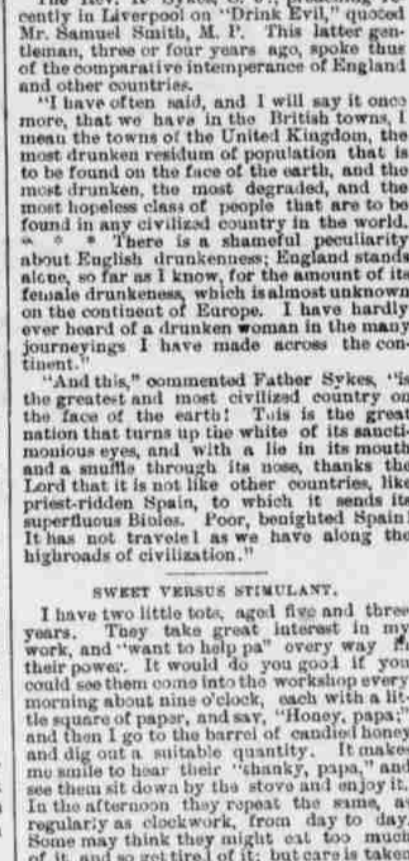 The Rev. R. Sykes, S. J., preaching re-
cently in Liverpool on "Drink Evil," quoted
Mr. Samuel Smith, M. P. This latter gen-
tleman, three or four years ago, spoke thus
of the comparative intemperance of England
and other countries.
"I have often said, and I will say it once
more, that we have in the British towns, I
mean the towns of the United Kingdom, the
most drunken residum of population that is
to be found on the face of the earth, and the
most drunken, the most degraded, and the
most hopeless class of people that are to be
found in any civilized country in the world.
* * * There is a shameful peculiarity
about English drunkenness; England stands
alone, so far as I know, for the amount of its
female drunkeness, which is almost unknown
on the continent of Europe. I have hardly
ever heard of a drunken woman in the many
journeyings I have made across the con-
tinent."
"And this," commented Father Sykes, "is
the greatest and most civilized country on
the face of the earth! This is the great
nation that turns up the white of its sancti-
monious eyes, and with a lie in its mouth
and a snuffle through its nose, thanks the
Lord that it is not like other countries, like
priest-ridden Spain, to which it sends its
superfluous Bibles. Poor, benighted Spain!
It has not traveled as we have along the
highroads of civilization."
SWEET VERSUS STIMULANT.
I have two little tots, aged five and three
years. They take great interest in my
work, and "want to help pa" every way in
their power. It would do you good if you
could see them come into the workshop every
morning about nine o'clock, each with a lit-
tle square of paper, and say, "Honey, papa;"
and then I go to the barrel of candied honey
and dig out a suitable quantity. It makes
me smile to hear their "thanky, papa," and
see them sit down by the stove and enjoy it.
In the afternoon they repeat the same, as
regularly as clockwork, from day to day.
Some may think they might eat too much
of it, and so get tired of it; but care is taken